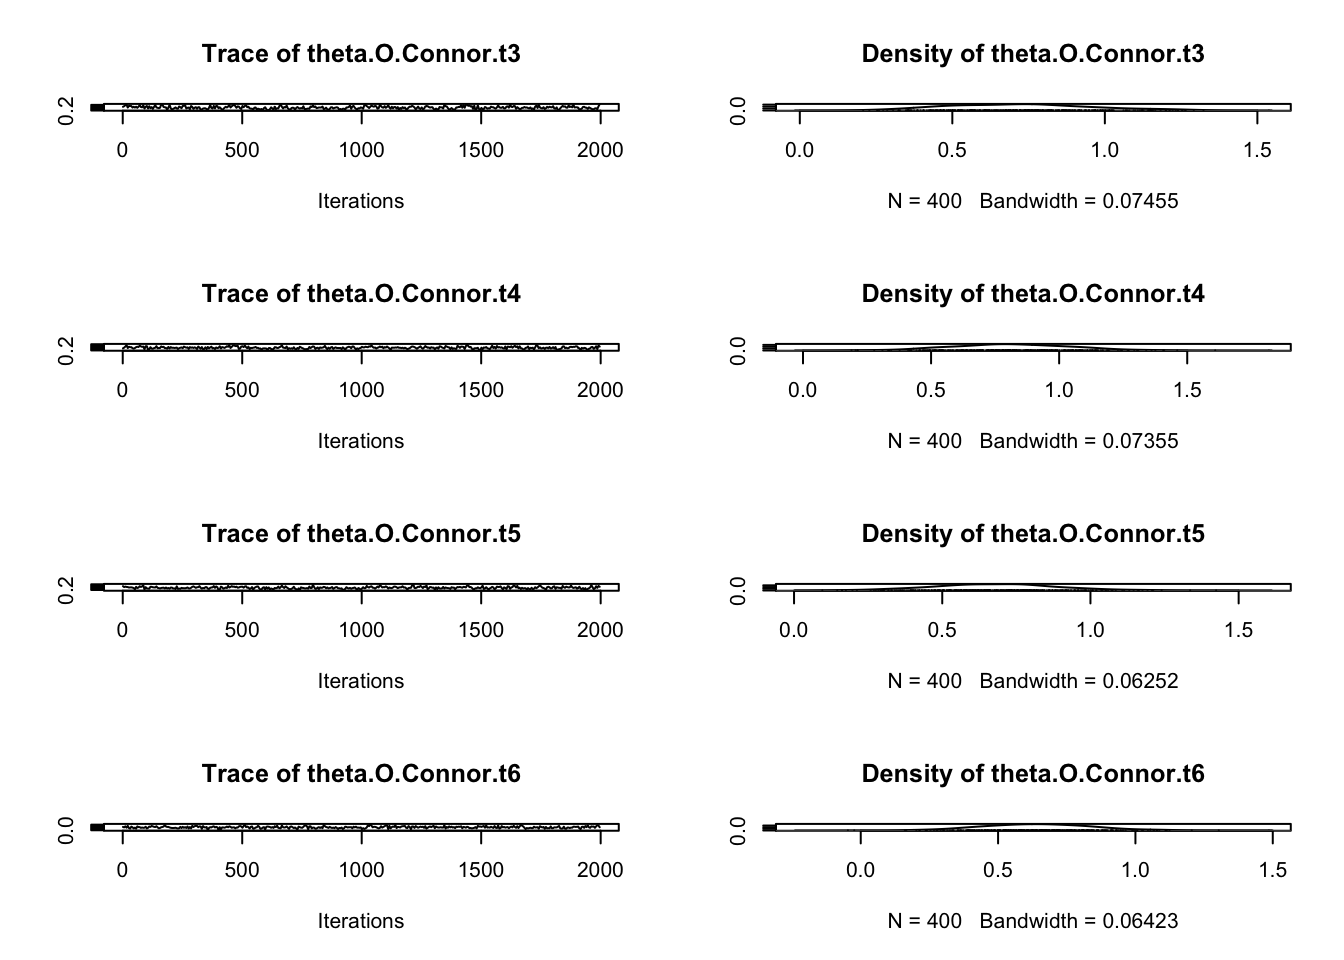 Trace of theta.O.Connor.t3
0.2
0 500 1000 1500 2000
Iterations
Density of theta.O.Connor.t3
0.0
0.0 0.5 1.0 1.5
N = 400 Bandwidth = 0.07455
Trace of theta.O.Connor.t4
0.2
0 500 1000 1500 2000
Iterations
Density of theta.O.Connor.t4
0.0
0.0 0.5 1.0 1.5
N = 400 Bandwidth = 0.07355
Trace of theta.O.Connor.t5
0.2
0 500 1000 1500 2000
Iterations
Density of theta.O.Connor.t5
0.0
0.0 0.5 1.0 1.5
N = 400 Bandwidth = 0.06252
Trace of theta.O.Connor.t6
0.0
0 500 1000 1500 2000
Iterations
Density of theta.O.Connor.t6
0.0
0.0 0.5 1.0 1.5
N = 400 Bandwidth = 0.06423